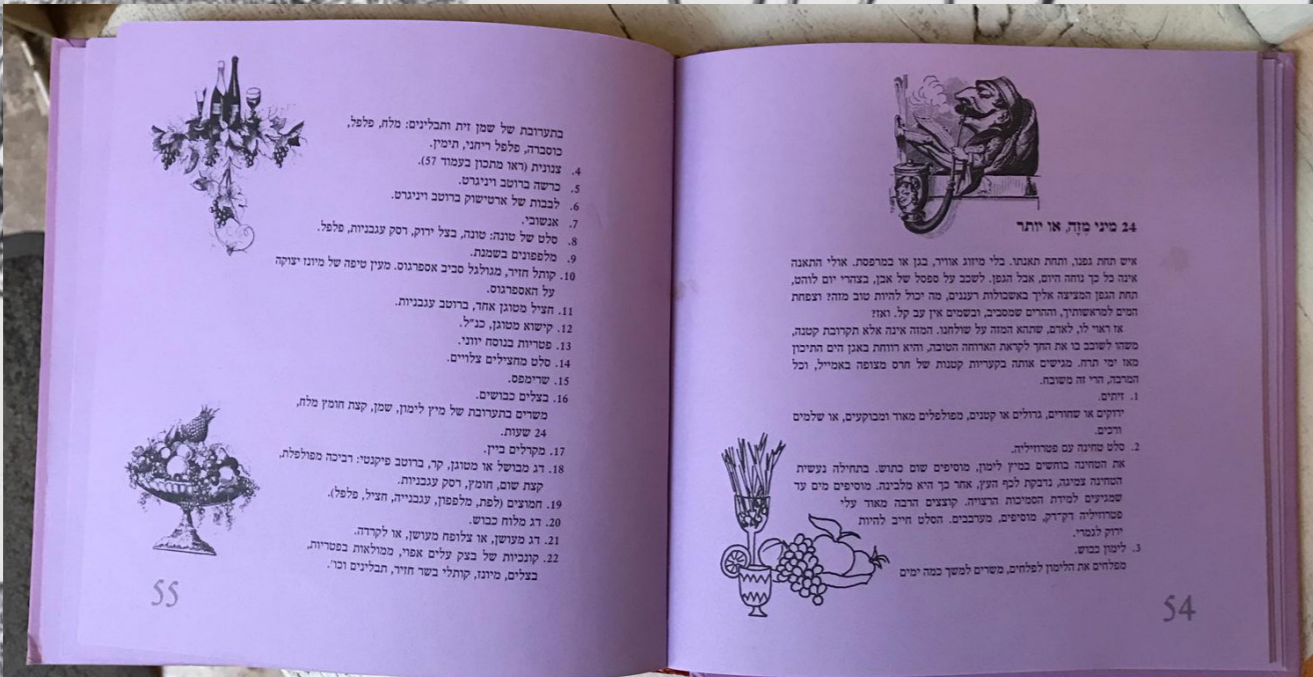 24 מיני מֶזֶה, או יותר
איש תחת גפנו, ותחת תאנתו. בלי מיזוג אוויר, בגן או במרפסת. אולי התאנה
אינה כל כך נוחה היום, אבל הגפן. לשכב על ספסל של אבן, בצהרי יום לוהט,
תחת הגפן המציצה אליך באשכולות רעננים, מה יכול להיות טוב מזה? וצפחת
המים למראשותיך, וההרים שמסביב, ובשמים אין עב קל. ואז?
אז ראוי לו, לאדם, שתהא המזה על שולחנו. המזה אינה אלא תקרובת קטנה,
משהו לשובב בו את החך לקראת הארוחה הטובה, והיא רווחת באגן הים התיכון
מאז ימי תרח. מגישים אותה בקעריות קטנות של חרס מצופה באמייל, וכל
המרבה, הרי זה משובח.
1. זיתים.
ירוקים או שחורים, גדולים או קטנים, מפולפלים מאוד ומבוקעים, או שלמים
ורכים.
2. סלט טחינה עם פטרוזיליה.
את הטחינה בוחשים במיץ לימון, מוסיפים שום כתוש. בתחילה נעשית
הטחינה צמיגה, נדבקת לכף העץ, אחר כך היא מלבינה. מוסיפים מים עד
שמגיעים למידת הסמיכות הרצויה. קוצצים הרבה מאוד עלי
פטרוזיליה דק־דק, מוסיפים, מערבבים. הסלט חייב להיות
ירוק לגמרי.
3. לימון כבוש.
מפלחים את הלימון לפלחים, משרים למשך כמה ימים
54
בתערובת של שמן זית ותבלינים: מלח, פלפל,
כוסברה, פלפל ריחני, תימין.
4. צנונית (ראו מתכון בעמוד 57).
5. כרשה ברוטב ויניגרט.
6. לבבות של ארטישוק ברוטב ויניגרט.
7. אנשובי.
8. סלט של טונה: טונה, בצל ירוק, רסק עגבניות, פלפל.
9. מלפפונים בשמנת.
10. קותל חזיר, מגולגל סביב אספרגוס. מעין טיפה של מיונז יצוקה
על האספרגוס.
11. חציל מטוגן אחד, ברוטב עגבניות.
12. קישוא מטוגן, כנ"ל.
13. פטריות בנוסח יווני.
14. סלט מחצילים צלויים.
15. שרימפס.
16. בצלים כבושים.
משרים בתערובת של מיץ לימון, שמן, קצת חומץ מלח,
24 שעות.
17. מקרלים ביין.
18. דג מבושל או מטוגן, קר, ברוטב פיקנטי: רביכה מפולפלת,
קצת שום, חומץ, רסק עגבניות.
19. חמוצים (לפת, מלפפון, עגבנייה, חציל, פלפל).
20. דג מלוח כבוש.
21. דג מעושן, או צלופח מעושן, או לקרדה.
22. קונכיות של בצק עלים אפוי, ממולאות בפטריות,
בצלים, מיונז, קותלי בשר חזיר, תבלינים וכו'.
55